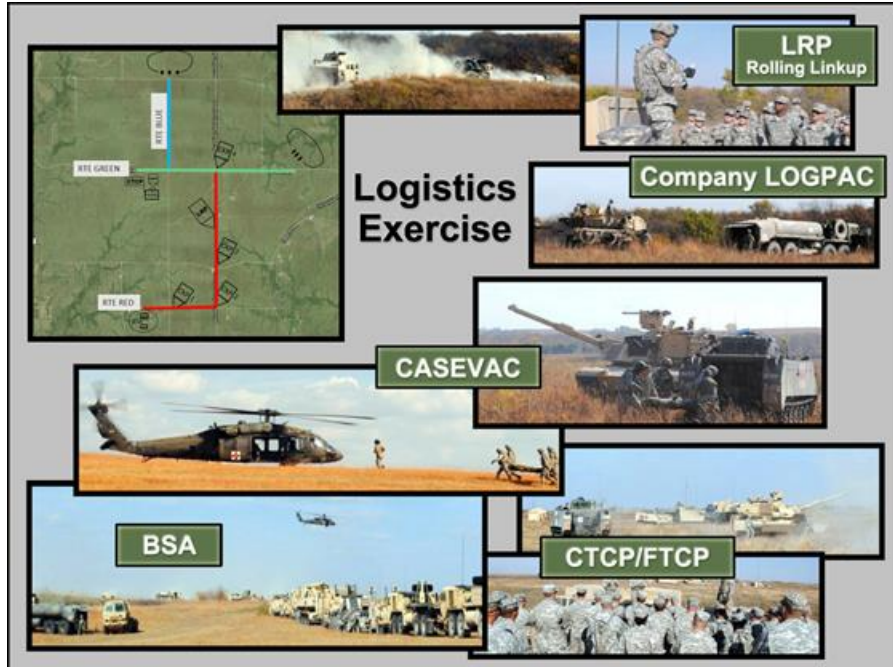 LRP
Rolling Linkup
RTE BLUE
RTE GREEN
Company LOGPAC
Logistics
Exercise
RTE RED
CASEVAC
BSA
CTCP/FTCP